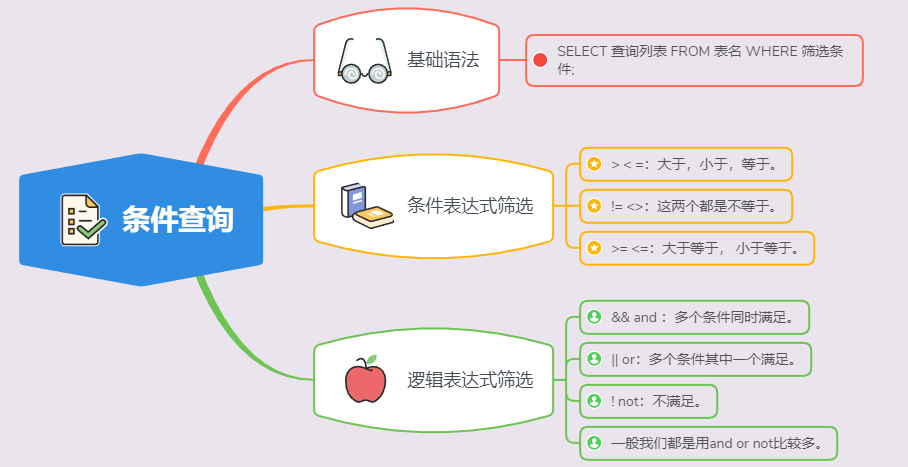 条件查询
基础语法
SELECT 查询列表 FROM 表名 WHERE 筛选条
件;
条件表达式筛选
> < =：大于，小于，等于。
!= <>：这两个都是不等于。
>= <=：大于等于， 小于等于。
逻辑表达式筛选
&& and ：多个条件同时满足。
|| or：多个条件其中一个满足。
! not：不满足。
一般我们都是用and or not比较多。